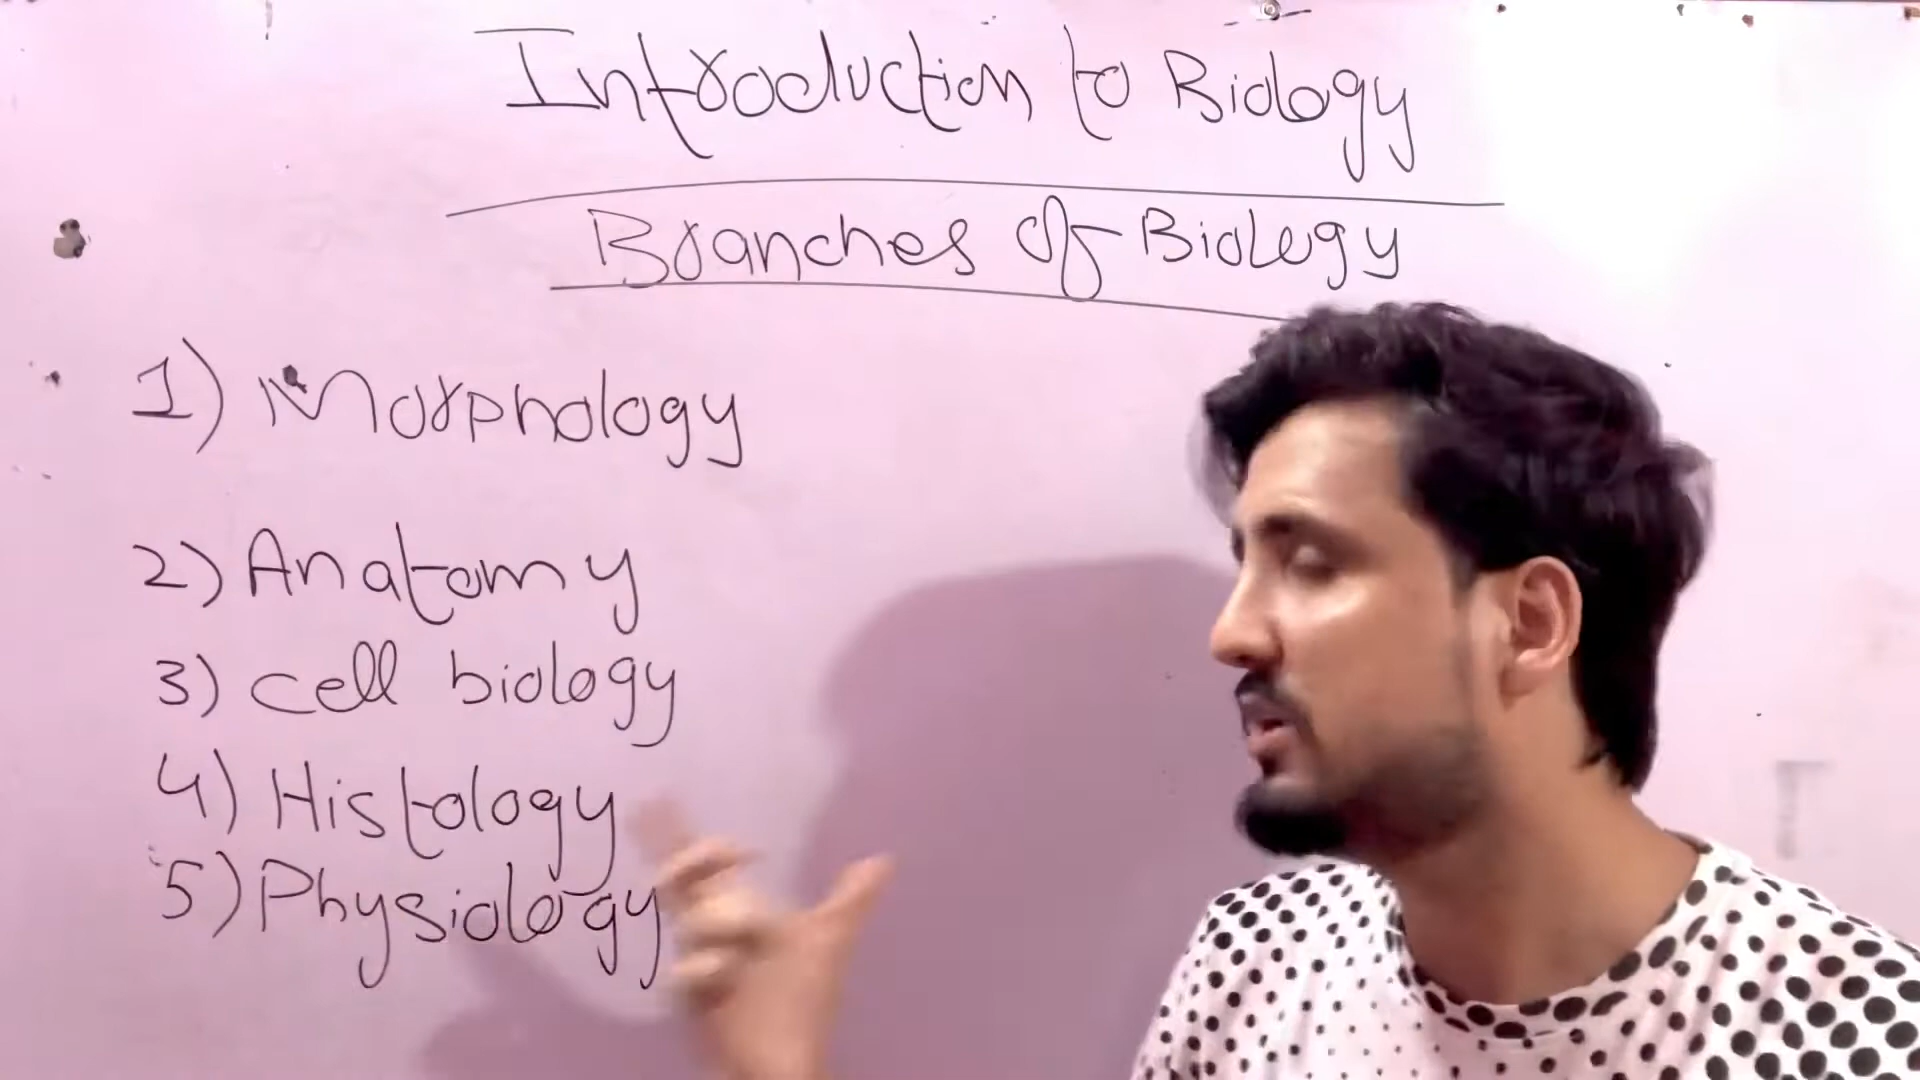 Introduction to Biology
Branches of Biology
1) Morphology
2) Anatomy
3) cell biology
4) Histology
5) Physiology